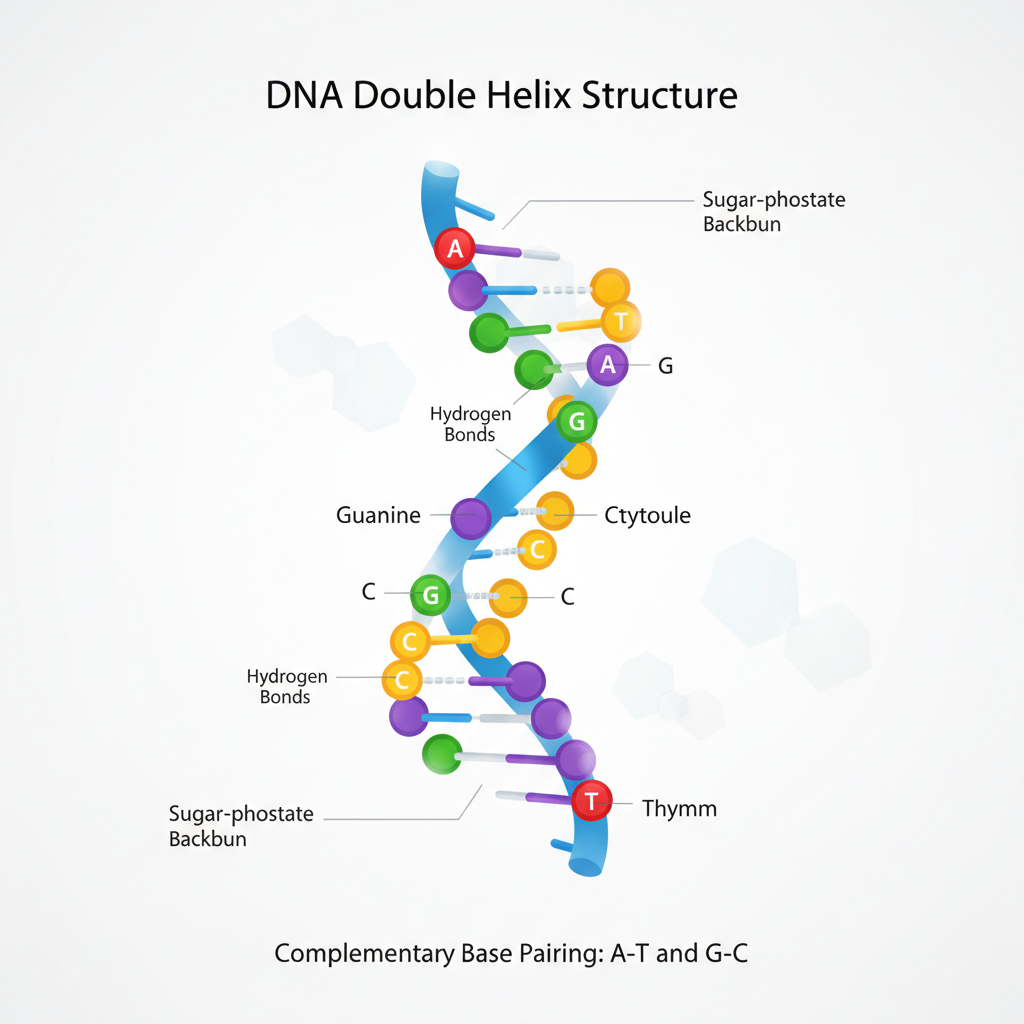 DNA Double Helix Structure
Sugar-phostate
Backbun
A
T
A
G
Hydrogen
Bonds
G
Guanine
Ctytoule
C
C
G
C
C
C
Hydrogen
Bonds
T
Thymm
Sugar-phostate
Backbun
Complementary Base Pairing: A-T and G-C